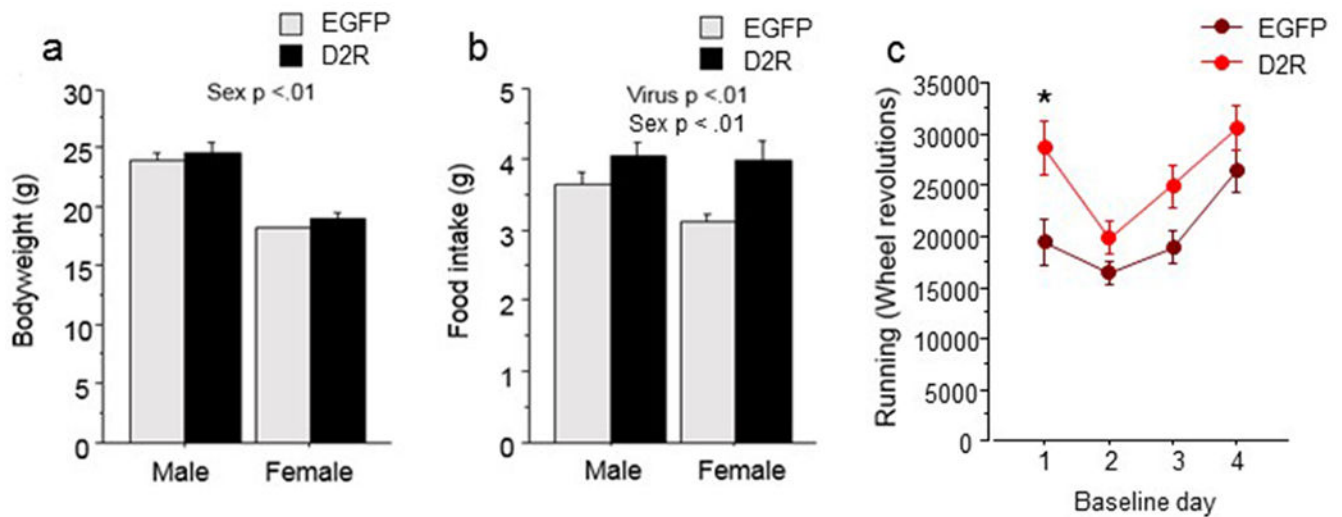 a
EGFP
D2R
Sex p <.01
Bodyweight (g)
30
25
20
15
10
5
0
Male Female
b
EGFP
D2R
Virus p <.01
Sex p < .01
Food intake (g)
5
4
3
2
1
0
Male Female
c
EGFP
D2R
*
Running (Wheel revolutions)
35000
30000
25000
20000
15000
10000
5000
0
1 2 3 4
Baseline day